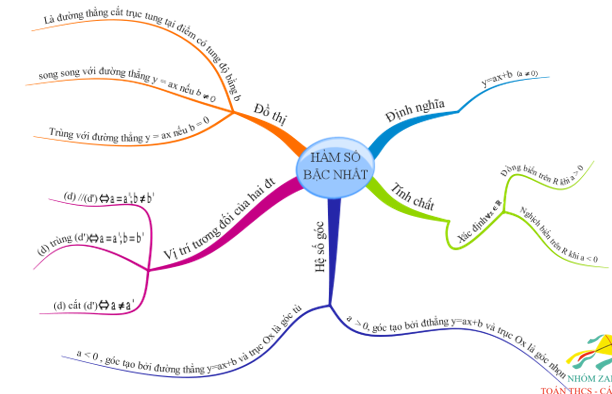 HÀM SỐ
BẬC NHẤT
Định nghĩa
y=ax+b (a ≠ 0)
Tính chất
Xác định ∀x ∈ R
Đồng biến trên R khi a > 0
Nghịch biến trên R khi a < 0
Hệ số góc
a > 0, góc tạo bởi đthẳng y=ax+b và trục Ox là góc nhọn
a < 0 , góc tạo bởi đường thẳng y=ax+b và trục Ox là góc tù
Vị trí tương đối của hai đt
(d) //(d')⇔a = a',b ≠ b'
(d) trùng (d')⇔a = a',b = b'
(d) cắt (d')⇔a ≠ a'
Đồ thị
Là đường thẳng cắt trục tung tại điểm có tung độ bằng b
song song với đường thẳng y = ax nếu b ≠ 0
Trùng với đường thẳng y = ax nếu b = 0
NHÓM
TOÁN THCS -